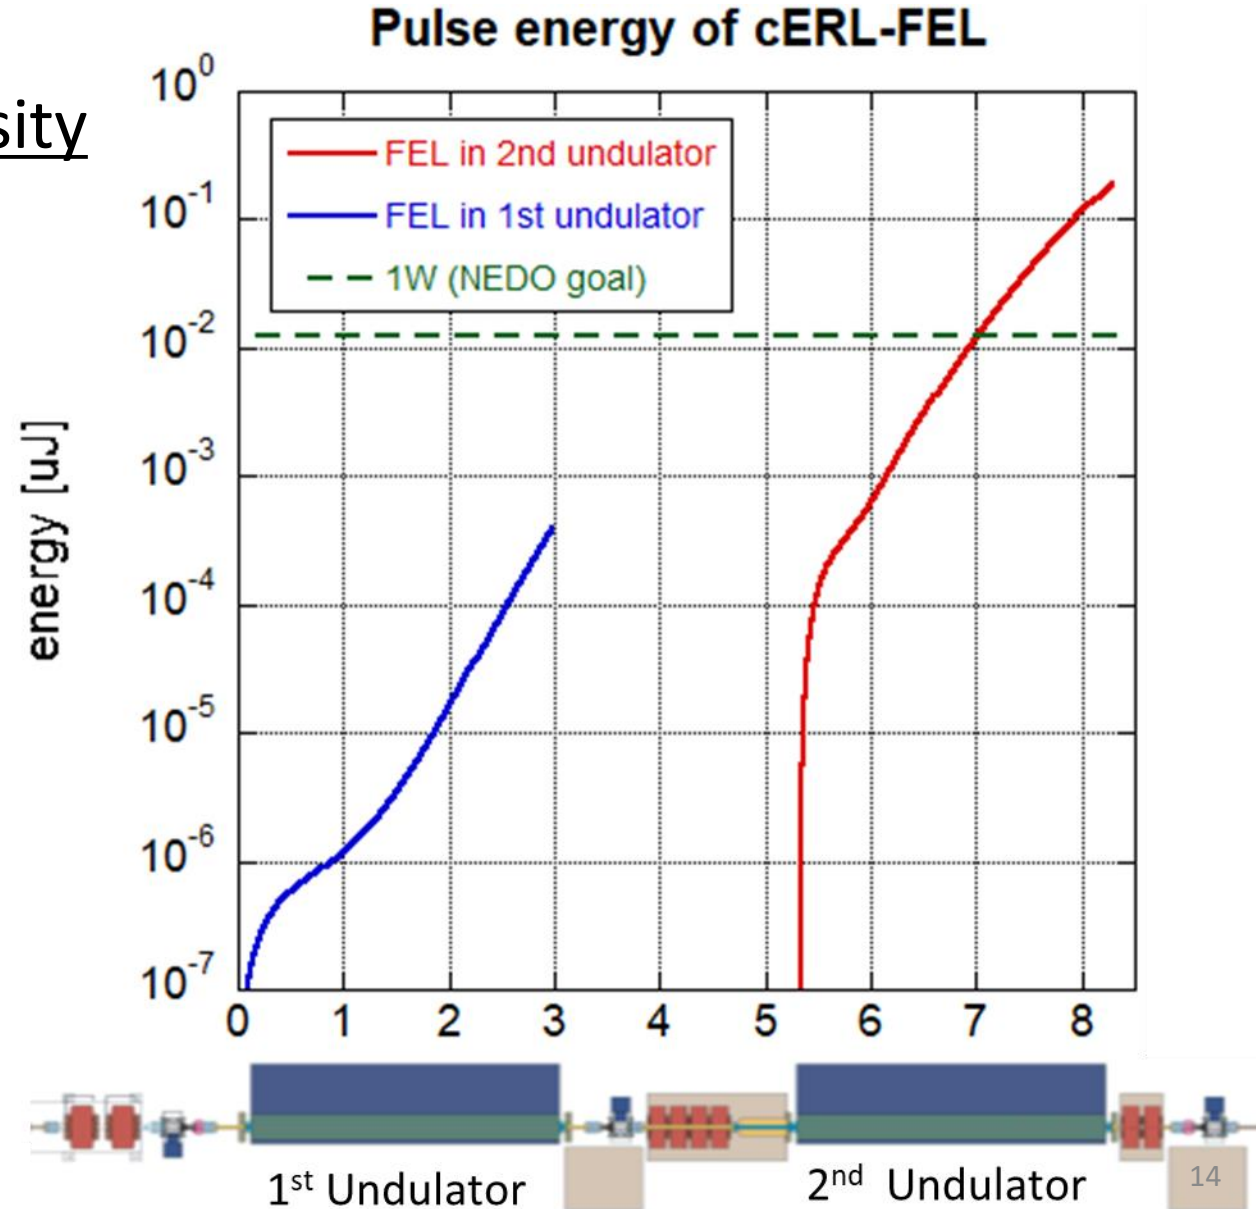 Pulse energy of cERL-FEL
sity
10^0
10^-1
10^-2
10^-3
10^-4
10^-5
10^-6
10^-7
energy [uJ]
FEL in 2nd undulator
FEL in 1st undulator
1W (NEDO goal)
0 1 2 3 4 5 6 7 8
1st Undulator
2nd Undulator
14